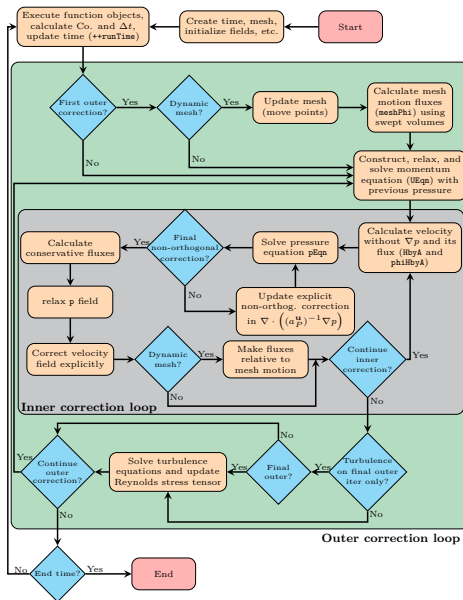 Execute function objects,
calculate Co. and Δt,
update time (++runTime)
Create time, mesh,
initialize fields, etc.
Start
First outer
correction?
Yes
No
Dynamic
mesh?
Yes
No
Update mesh
(move points)
Calculate mesh
motion fluxes
(meshPhi) using
swept volumes
Construct, relax, and
solve momentum
equation (UEqn) with
previous pressure
Calculate
conservative fluxes
Yes
Final
non-orthogonal
correction?
No
Solve pressure
equation pEqn
Calculate velocity
without ∇p and its
flux (HbyA and
phiHbyA)
relax p field
Update explicit
non-orthog. correction
in ∇ · ((a_P^u)^{-1}∇p)
Correct velocity
field explicitly
Dynamic
mesh?
Yes
No
Make fluxes
relative to
mesh motion
Continue
inner
correction?
Yes
No
Inner correction loop
Continue
outer
correction?
Yes
No
Solve turbulence
equations and update
Reynolds stress tensor
Yes
Final
outer?
No
Yes
Turbulence
on final outer
iter only?
No
Outer correction loop
No
End time?
Yes
End